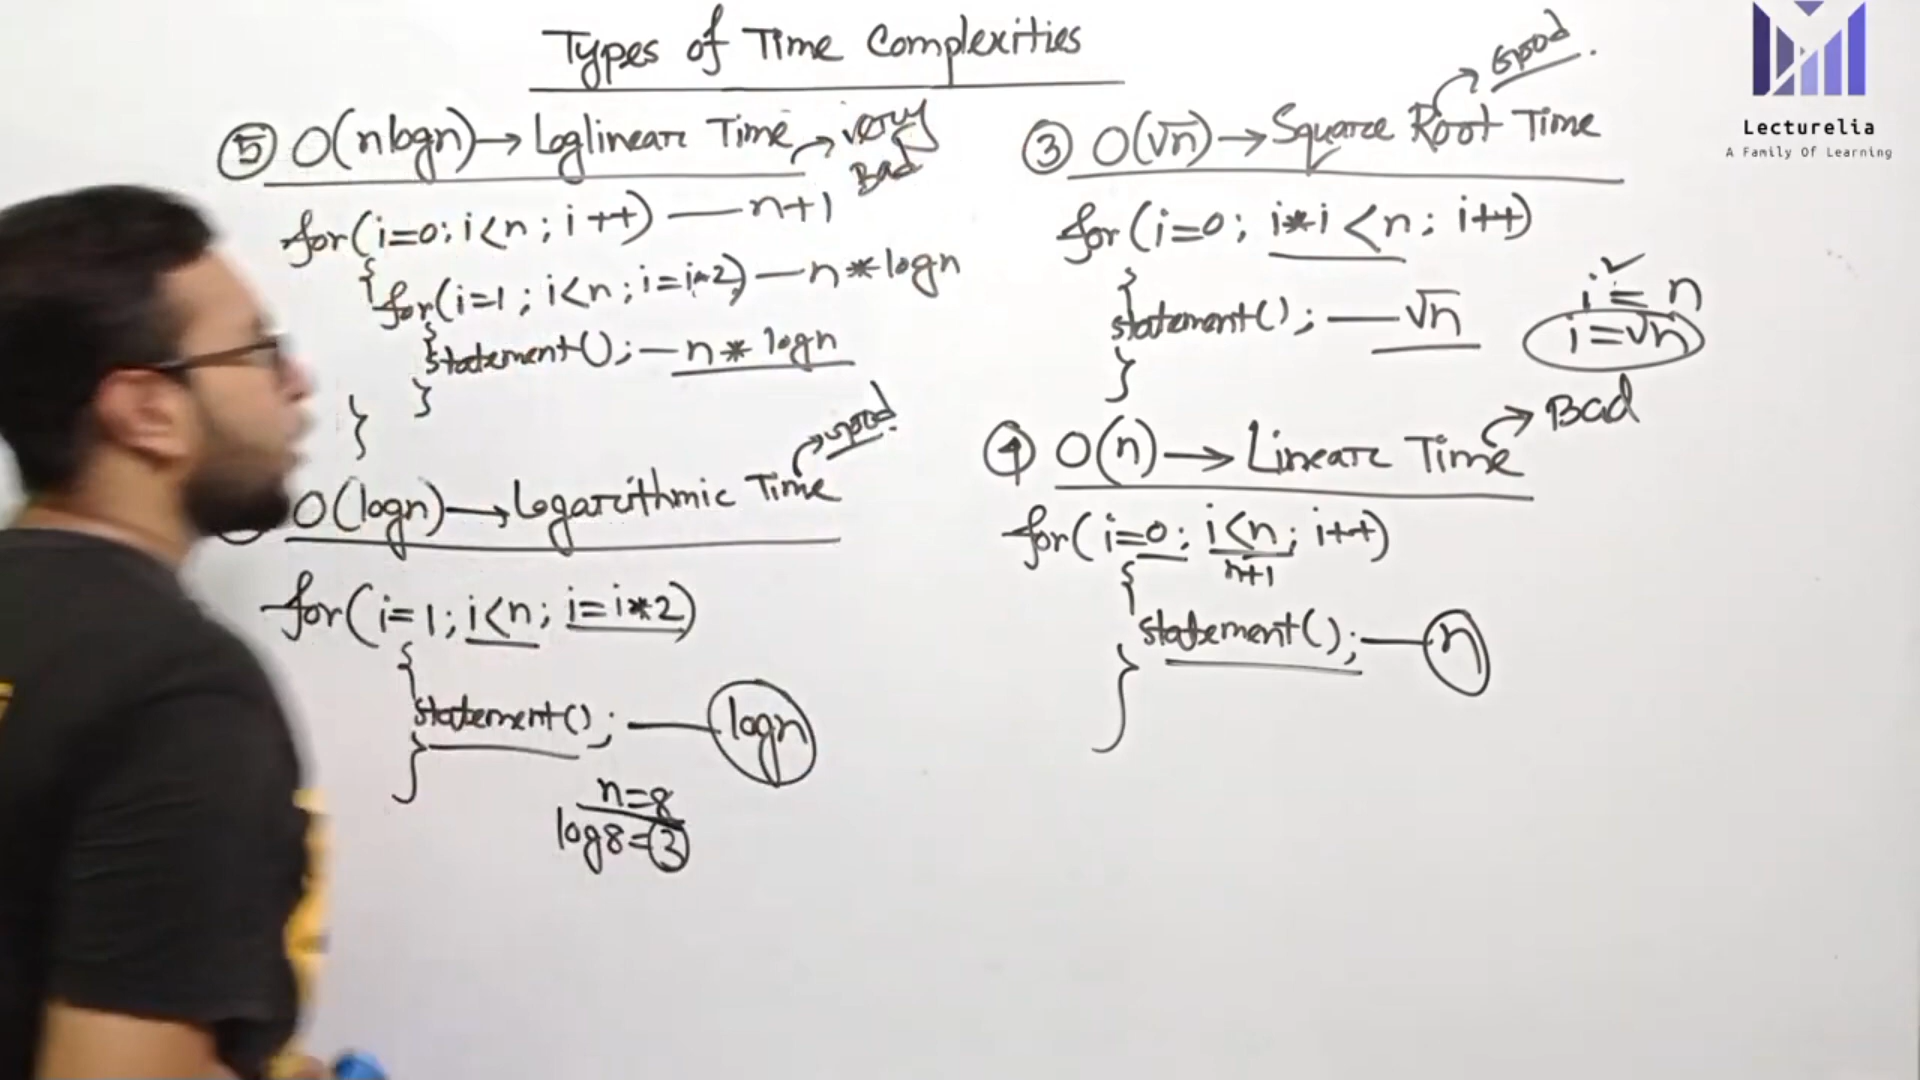 Types of Time Complexities
⑤ O(nlogn) → Loglinear Time → very Bad
for(i=0; i<n; i++) — n+1
{
for(i=1; i<n; i=i*2) — n * logn
{
statement(); — n * logn
}
}
O(logn) → Logarithmic Time → Good.
for(i=1; i<n; i=i*2)
{
statement(); — logn
}
n=8
log8=3
③ O(√n) → Square Root Time → Good.
for(i=0; i*i<n; i++)
{
statement(); — √n
}
i² = n
i=√n
④ O(n) → Linear Time → Bad
for(i=0; i<n; i++)
n+1
{
statement(); — n
}
Lecturelia
A Family Of Learning